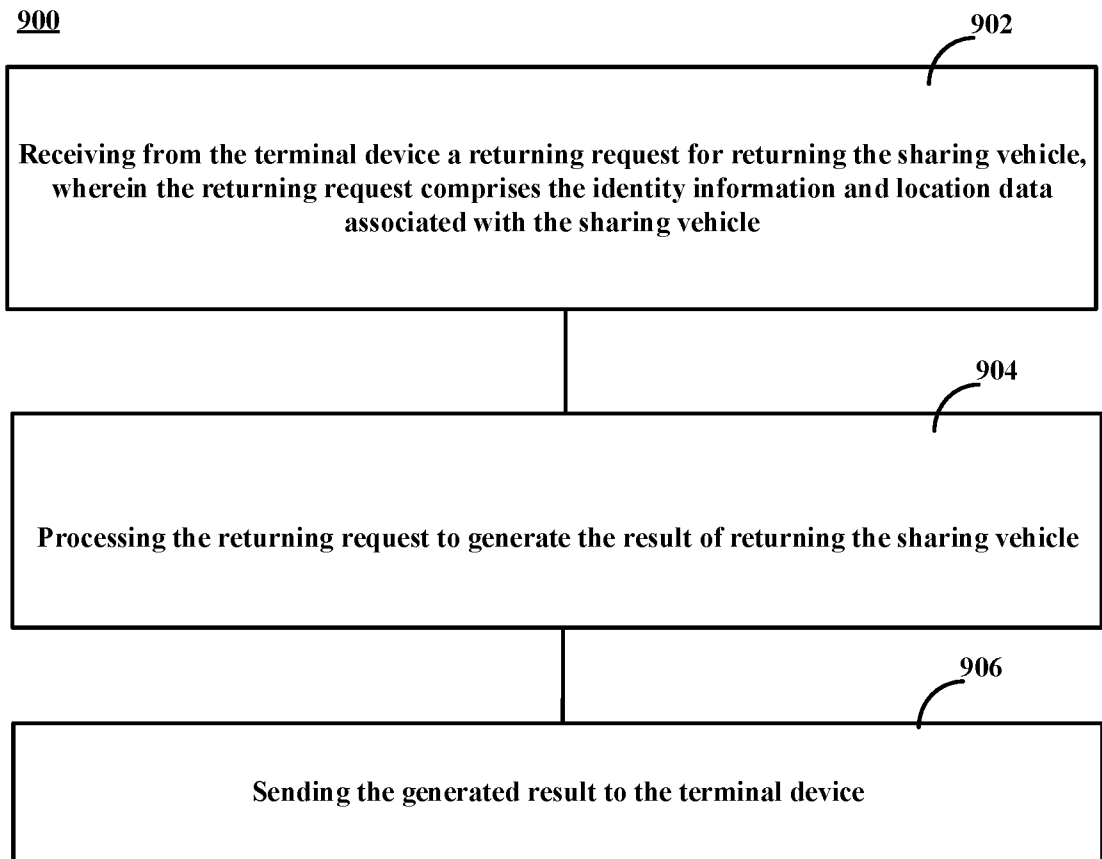 900
902
Receiving from the terminal device a returning request for returning the sharing vehicle,
wherein the returning request comprises the identity information and location data
associated with the sharing vehicle
904
Processing the returning request to generate the result of returning the sharing vehicle
906
Sending the generated result to the terminal device